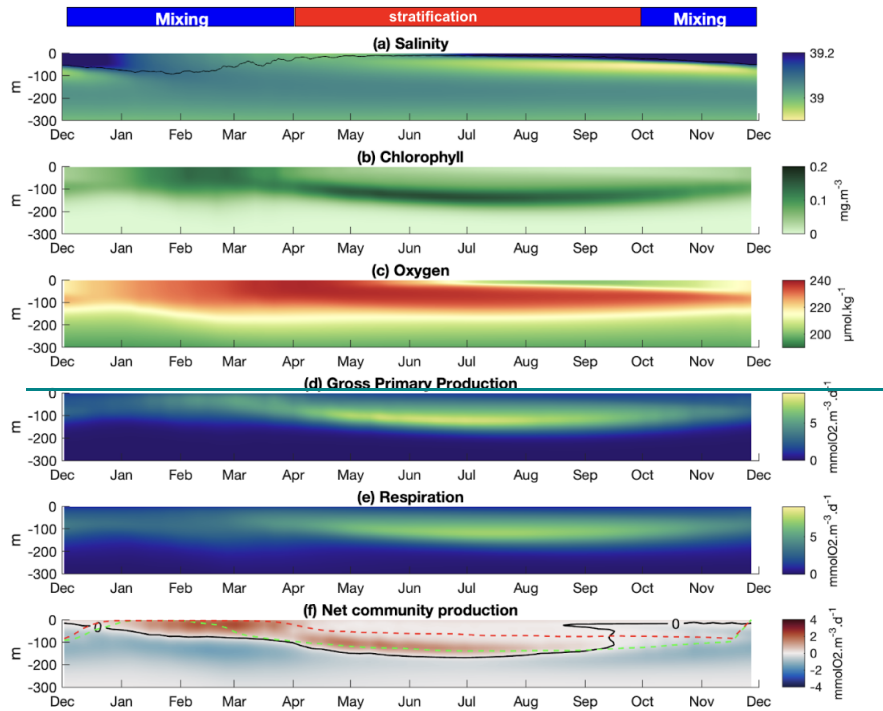 Mixing stratification Mixing
(a) Salinity
0
-100
-200
-300
m
39.2
39
Dec Jan Feb Mar Apr May Jun Jul Aug Sep Oct Nov Dec
(b) Chlorophyll
0
-100
-200
-300
m
0.2
0.1
0
mg.m⁻³
Dec Jan Feb Mar Apr May Jun Jul Aug Sep Oct Nov Dec
(c) Oxygen
0
-100
-200
-300
m
240
220
200
µmol.kg⁻¹
Dec Jan Feb Mar Apr May Jun Jul Aug Sep Oct Nov Dec
(d) Gross Primary Production
0
-100
-200
-300
m
5
0
mmolO2.m⁻³.d⁻¹
Dec Jan Feb Mar Apr May Jun Jul Aug Sep Oct Nov Dec
(e) Respiration
0
-100
-200
-300
m
5
0
mmolO2.m⁻³.d⁻¹
Dec Jan Feb Mar Apr May Jun Jul Aug Sep Oct Nov Dec
(f) Net community production
0
-100
-200
-300
m
0
0
4
2
0
-2
-4
mmolO2.m⁻³.d⁻¹
Dec Jan Feb Mar Apr May Jun Jul Aug Sep Oct Nov Dec